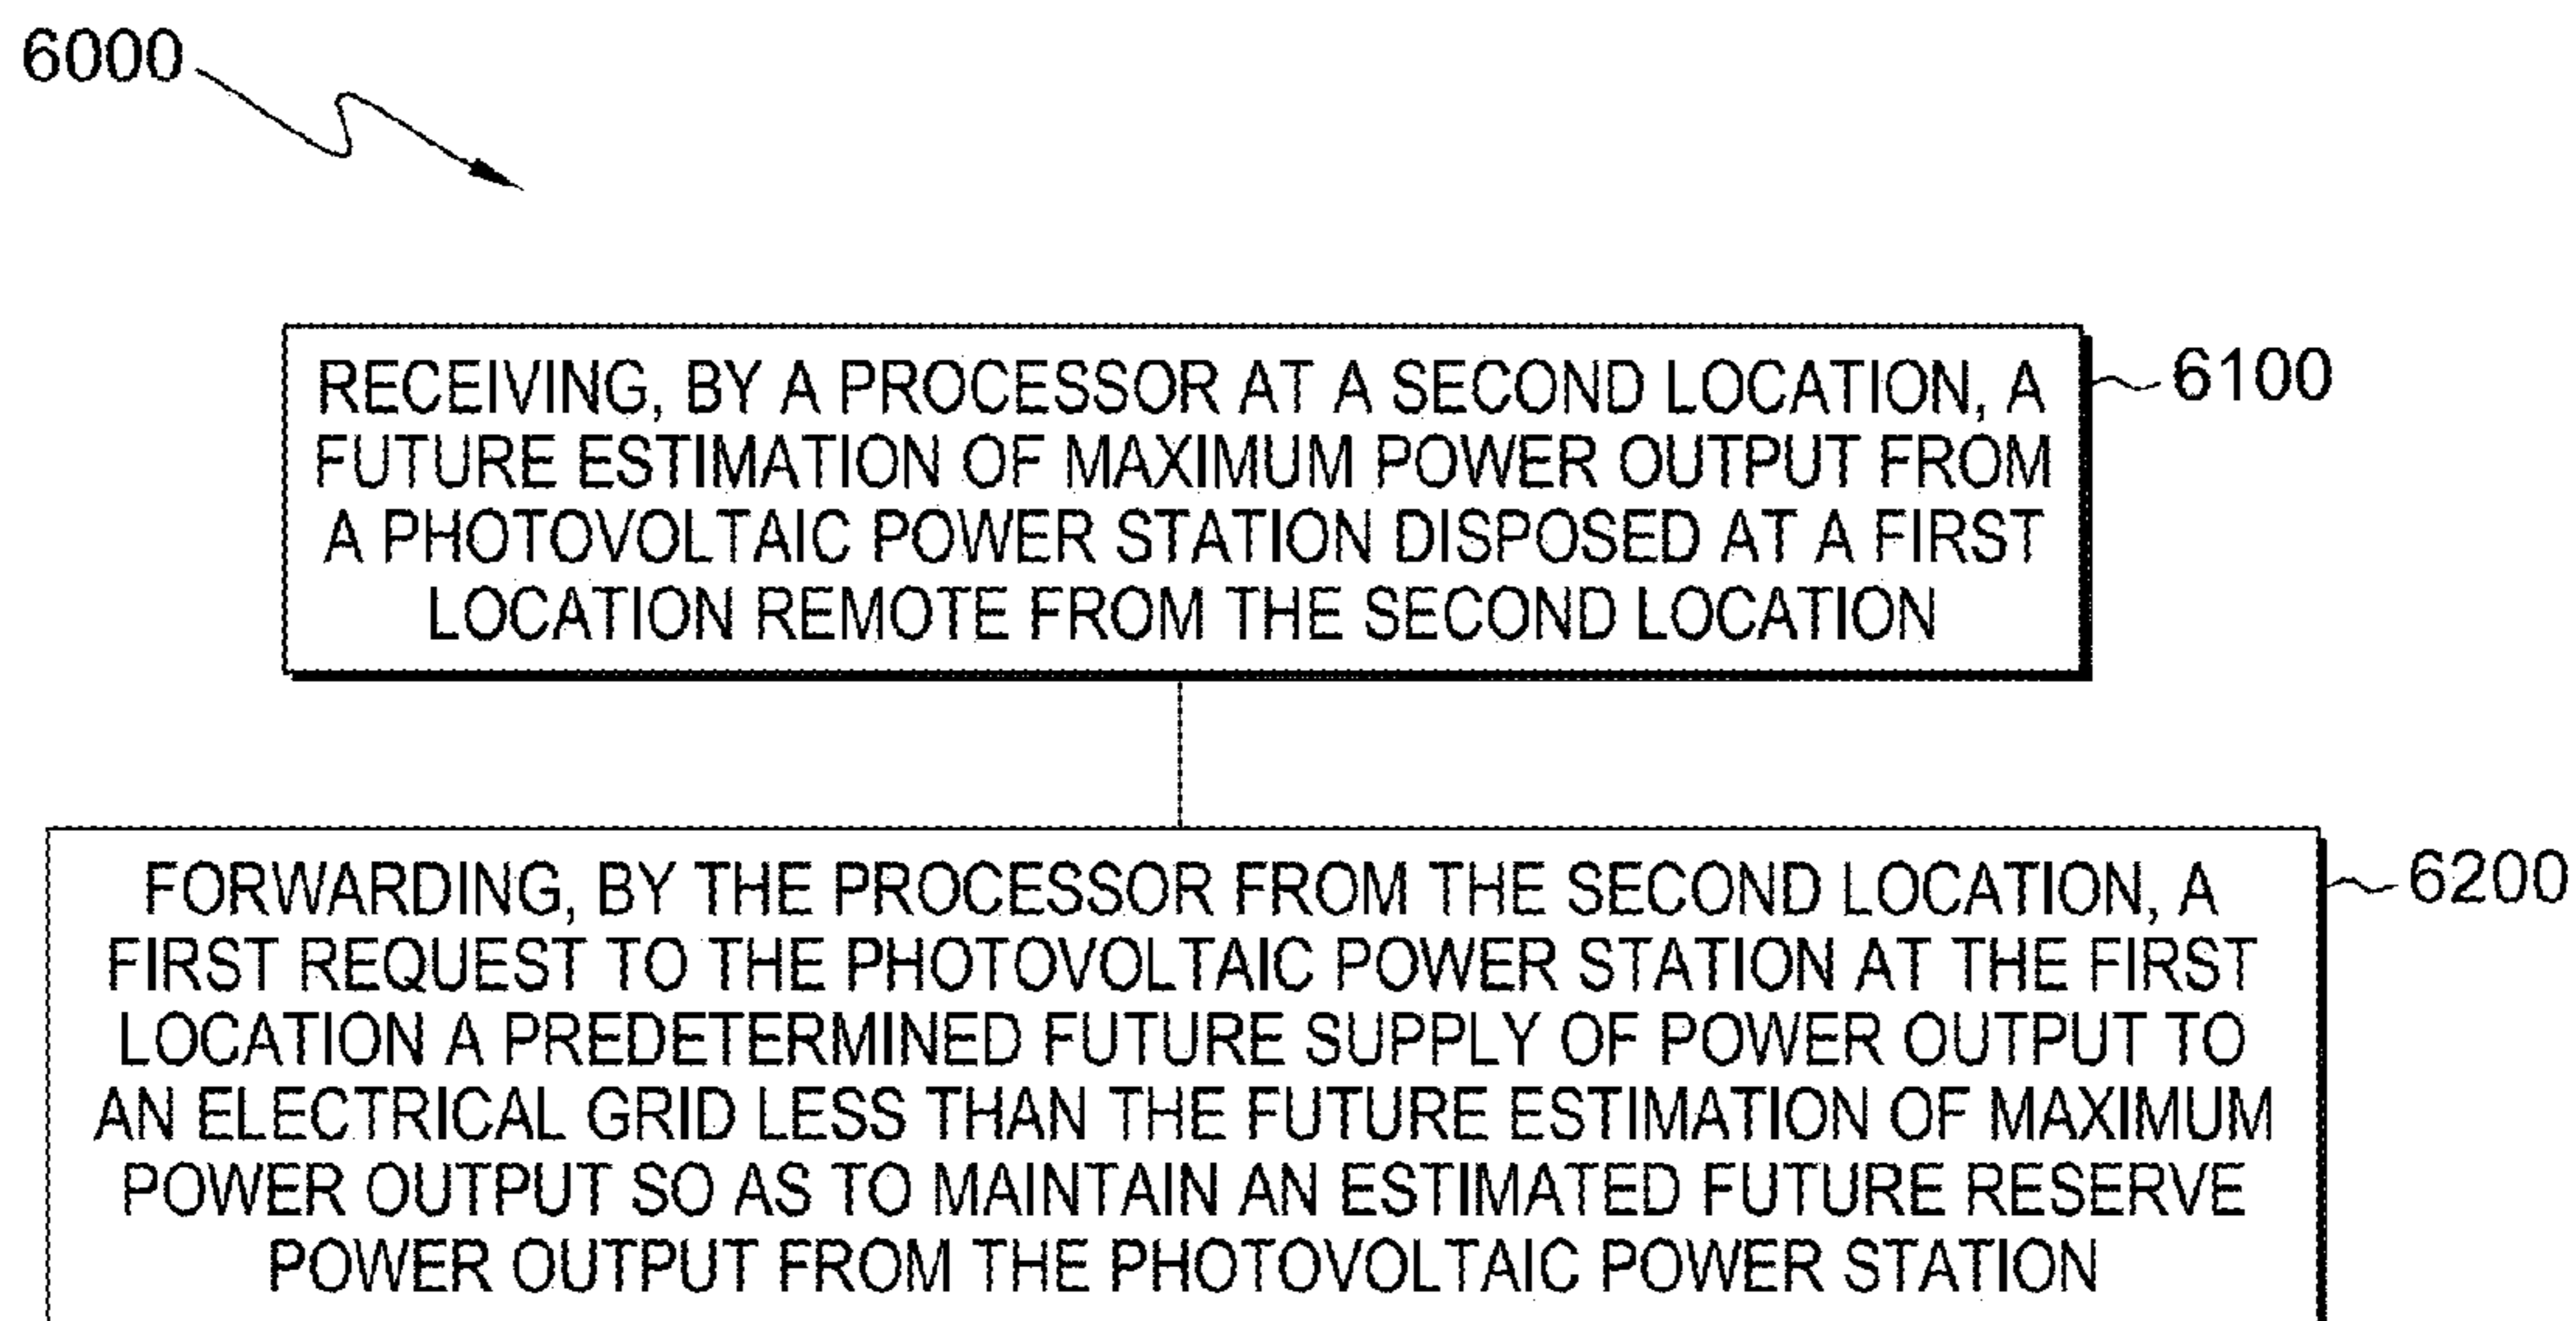 6000
RECEIVING, BY A PROCESSOR AT A SECOND LOCATION, A
FUTURE ESTIMATION OF MAXIMUM POWER OUTPUT FROM
A PHOTOVOLTAIC POWER STATION DISPOSED AT A FIRST
LOCATION REMOTE FROM THE SECOND LOCATION
6100
FORWARDING, BY THE PROCESSOR FROM THE SECOND LOCATION, A
FIRST REQUEST TO THE PHOTOVOLTAIC POWER STATION AT THE FIRST
LOCATION A PREDETERMINED FUTURE SUPPLY OF POWER OUTPUT TO
AN ELECTRICAL GRID LESS THAN THE FUTURE ESTIMATION OF MAXIMUM
POWER OUTPUT SO AS TO MAINTAIN AN ESTIMATED FUTURE RESERVE
POWER OUTPUT FROM THE PHOTOVOLTAIC POWER STATION
6200